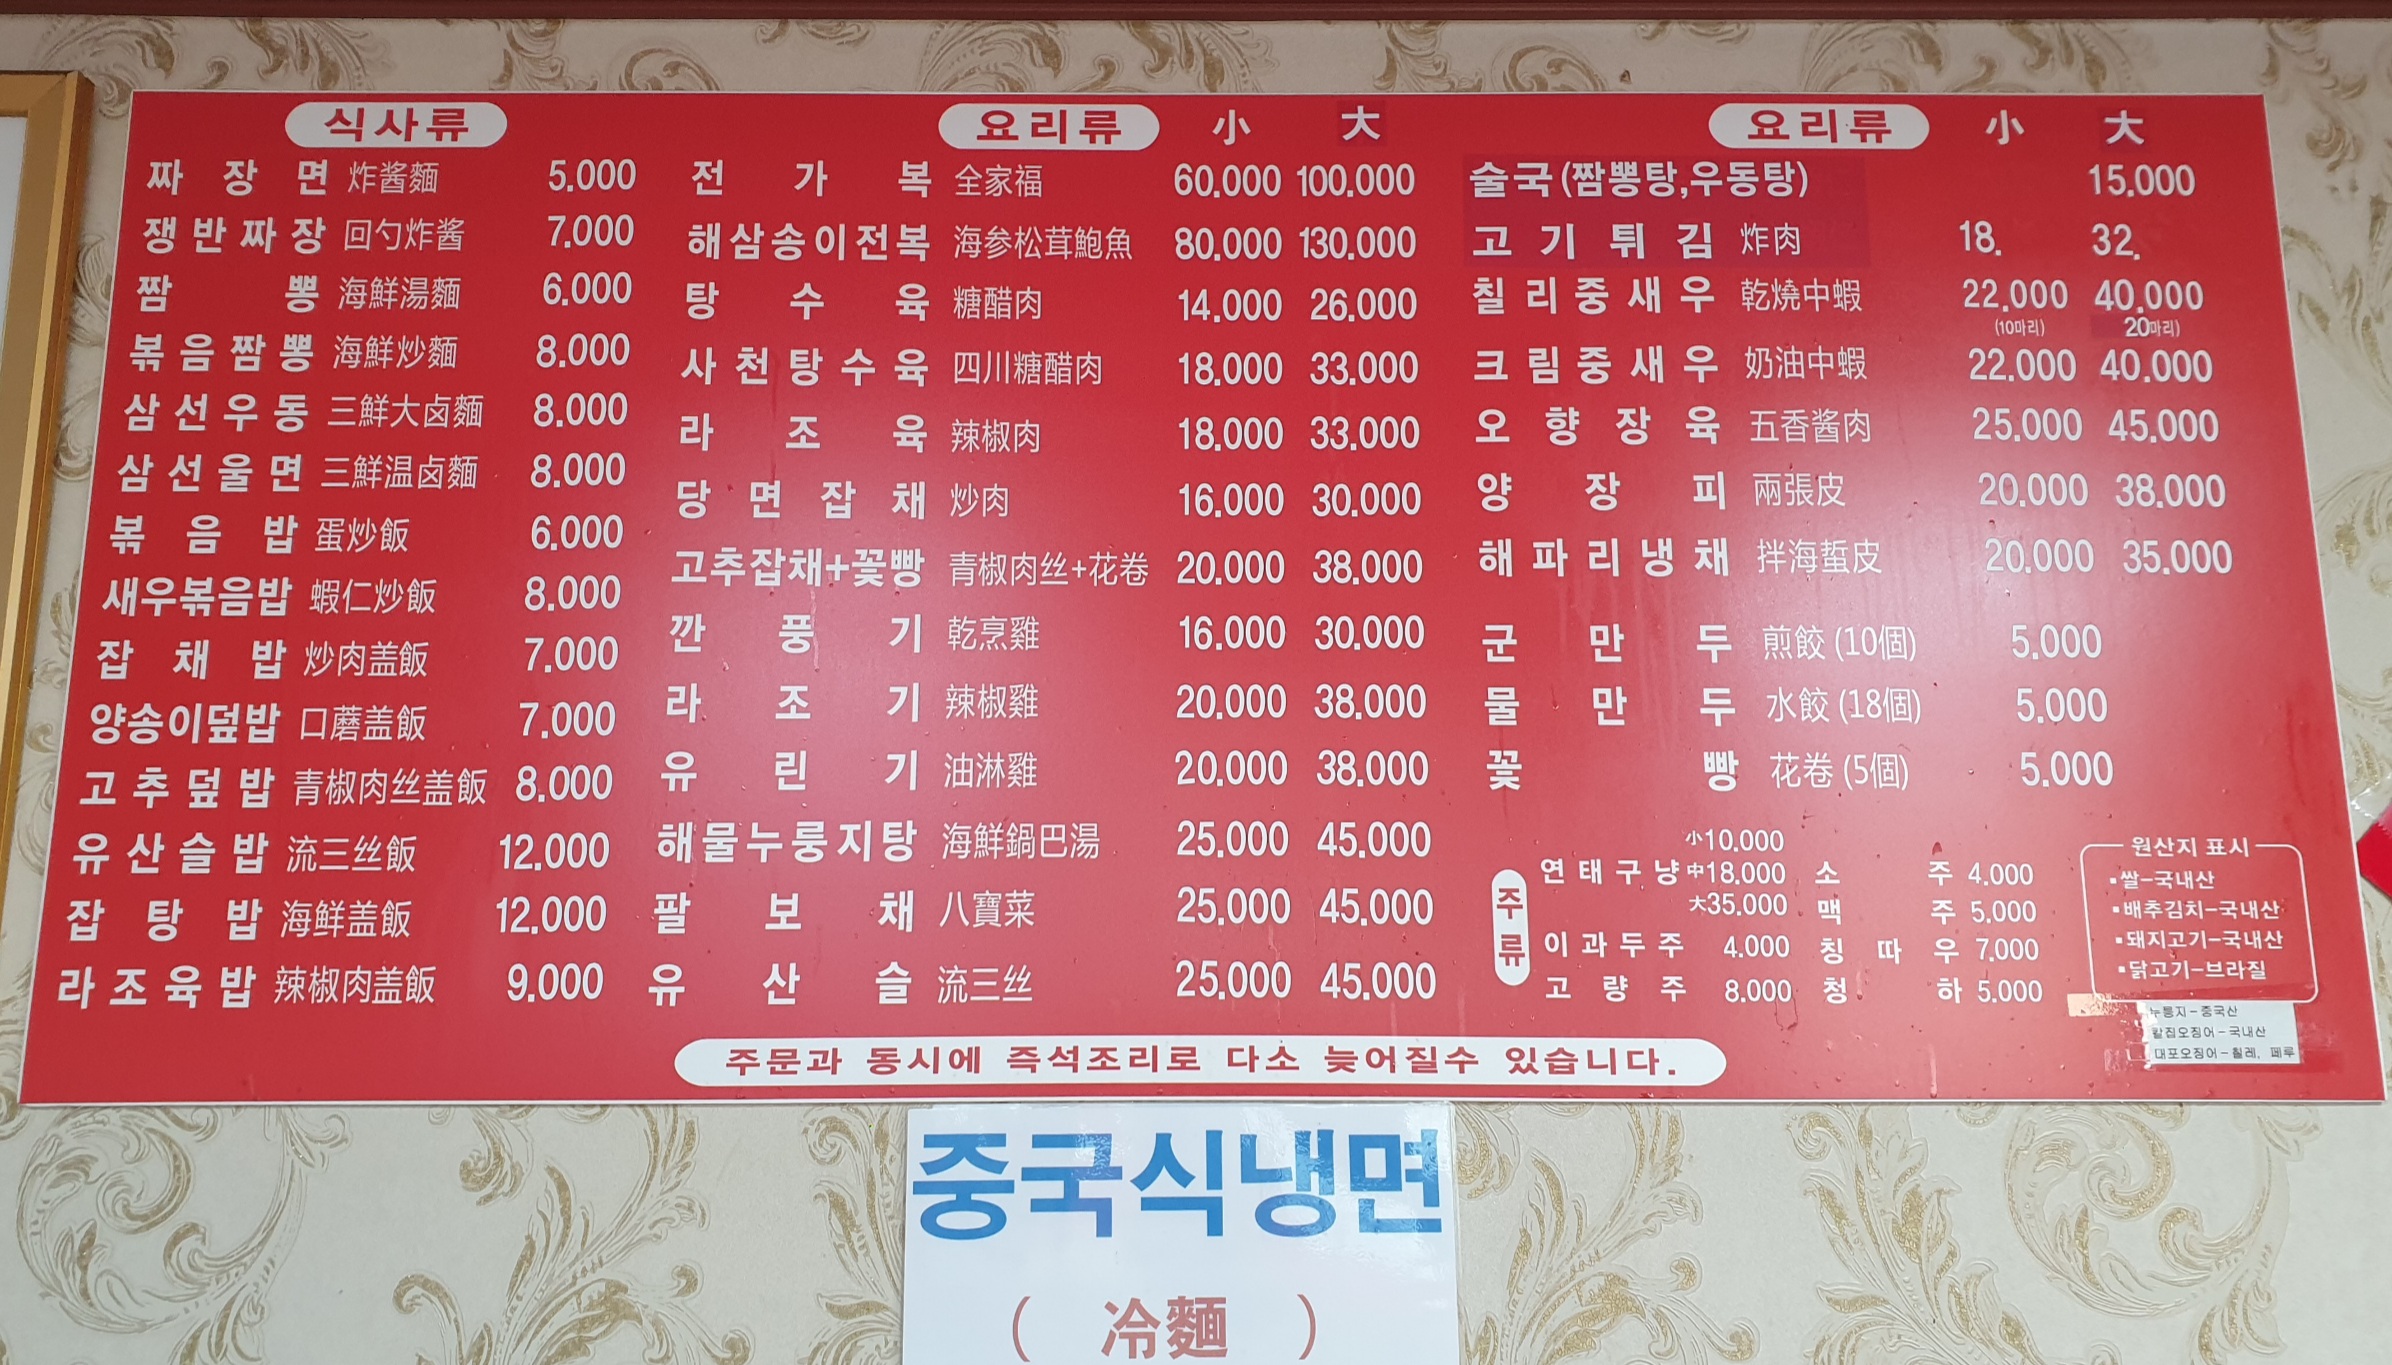 식사류
짜장면 炸酱麵 5.000
쟁반짜장 回勺炸酱 7.000
짬뽕 海鮮湯麵 6.000
볶음짬뽕 海鮮炒麵 8.000
삼선우동 三鮮大卤麵 8.000
삼선울면 三鮮温卤麵 8.000
볶음밥 蛋炒飯 6.000
새우볶음밥 蝦仁炒飯 8.000
잡채밥 炒肉盖飯 7.000
양송이덮밥 口蘑盖飯 7.000
고추덮밥 青椒肉丝盖飯 8.000
유산슬밥 流三丝飯 12.000
잡탕밥 海鮮盖飯 12.000
라조육밥 辣椒肉盖飯 9.000
요리류 小 大
전가복 全家福 60.000 100.000
해삼송이전복 海参松茸鮑魚 80.000 130.000
탕수육 糖醋肉 14.000 26.000
사천탕수육 四川糖醋肉 18.000 33.000
라조육 辣椒肉 18.000 33.000
당면잡채 炒肉 16.000 30.000
고추잡채+꽃빵 青椒肉丝+花卷 20.000 38.000
깐풍기 乾烹雞 16.000 30.000
라조기 辣椒雞 20.000 38.000
유린기 油淋雞 20.000 38.000
해물누룽지탕 海鮮鍋巴湯 25.000 45.000
팔보채 八寶菜 25.000 45.000
유산슬 流三丝 25.000 45.000
요리류 小 大
술국(짬뽕탕,우동탕) 15.000
고기튀김 炸肉 18. 32.
칠리중새우 乾燒中蝦 22.000 40.000
(10마리) 20마리)
크림중새우 奶油中蝦 22.000 40.000
오향장육 五香酱肉 25.000 45.000
양장피 兩張皮 20.000 38.000
해파리냉채 拌海蜇皮 20.000 35.000
군만두 煎餃 (10個) 5.000
물만두 水餃 (18個) 5.000
꽃빵 花卷 (5個) 5.000
주류
小10.000
연태구냥 中18.000 소주 4.000
大35.000 맥주 5.000
이과두주 4.000 칭따우 7.000
고량주 8.000 청하 5.000
원산지 표시
▪쌀-국내산
▪배추김치-국내산
▪돼지고기-국내산
▪닭고기-브라질
누룽지-중국산
칼집오징어-국내산
대포오징어-칠레, 페루
주문과 동시에 즉석조리로 다소 늦어질수 있습니다.
중국식냉면
( 冷麵 )